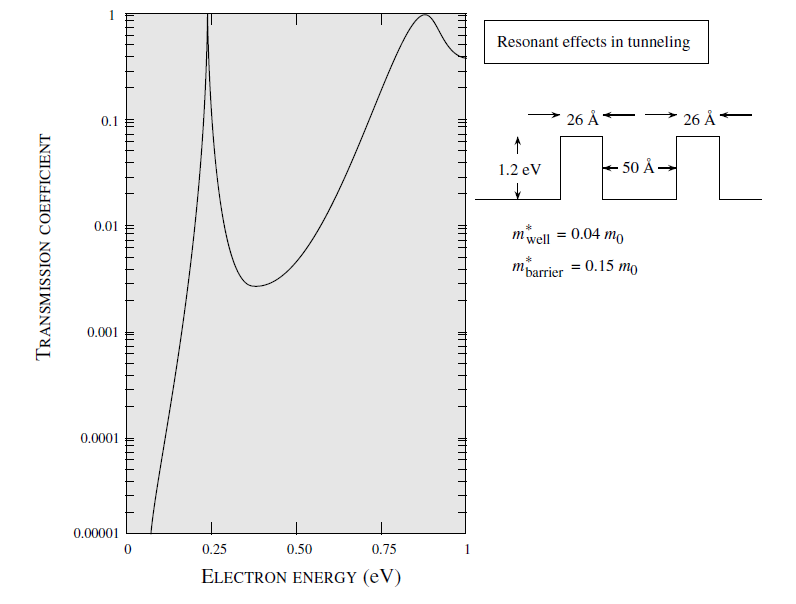 Resonant effects in tunneling
TRANSMISSION COEFFICIENT
1
0.1
0.01
0.001
0.0001
0.00001
0
0.25
0.50
0.75
1
ELECTRON ENERGY (eV)
26 Å
26 Å
1.2 eV
50 Å
m*well = 0.04 m0
m*barrier = 0.15 m0